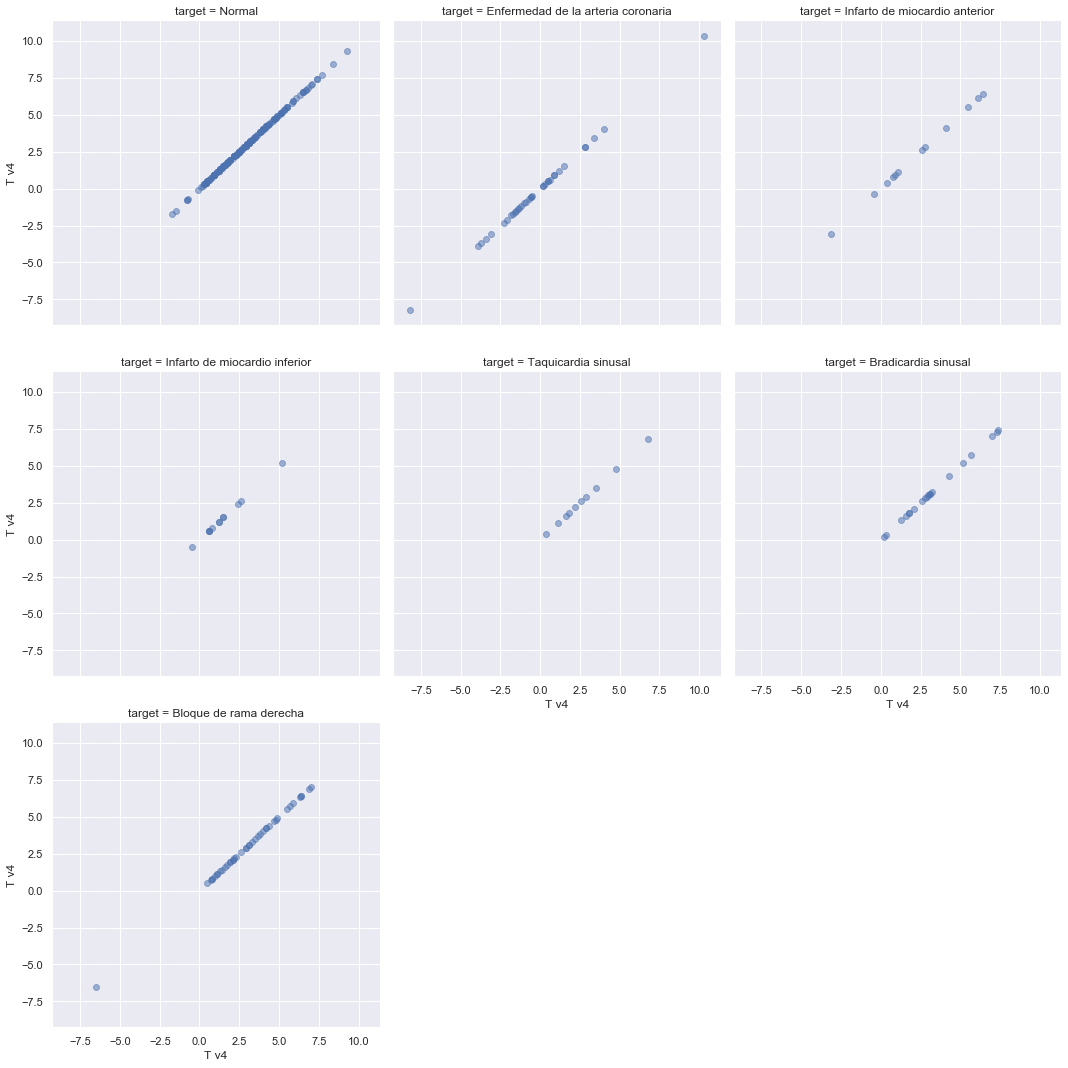 target = Normal
target = Enfermedad de la arteria coronaria
target = Infarto de miocardio anterior
10.0
7.5
5.0
2.5
0.0
−2.5
−5.0
−7.5
T v4
target = Infarto de miocardio inferior
target = Taquicardia sinusal
target = Bradicardia sinusal
10.0
7.5
5.0
2.5
0.0
−2.5
−5.0
−7.5
T v4
−7.5 −5.0 −2.5 0.0 2.5 5.0 7.5 10.0
T v4
−7.5 −5.0 −2.5 0.0 2.5 5.0 7.5 10.0
T v4
target = Bloque de rama derecha
10.0
7.5
5.0
2.5
0.0
−2.5
−5.0
−7.5
T v4
−7.5 −5.0 −2.5 0.0 2.5 5.0 7.5 10.0
T v4